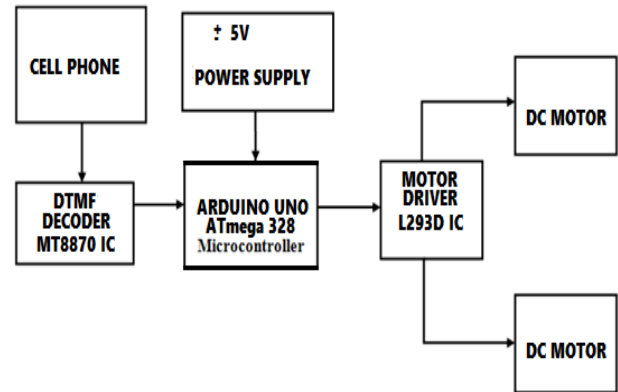 CELL PHONE
± 5V
POWER SUPPLY
DC MOTOR
DTMF
DECODER
MT8870 IC
ARDUINO UNO
ATmega 328
Microcontroller
MOTOR
DRIVER
L293D IC
DC MOTOR